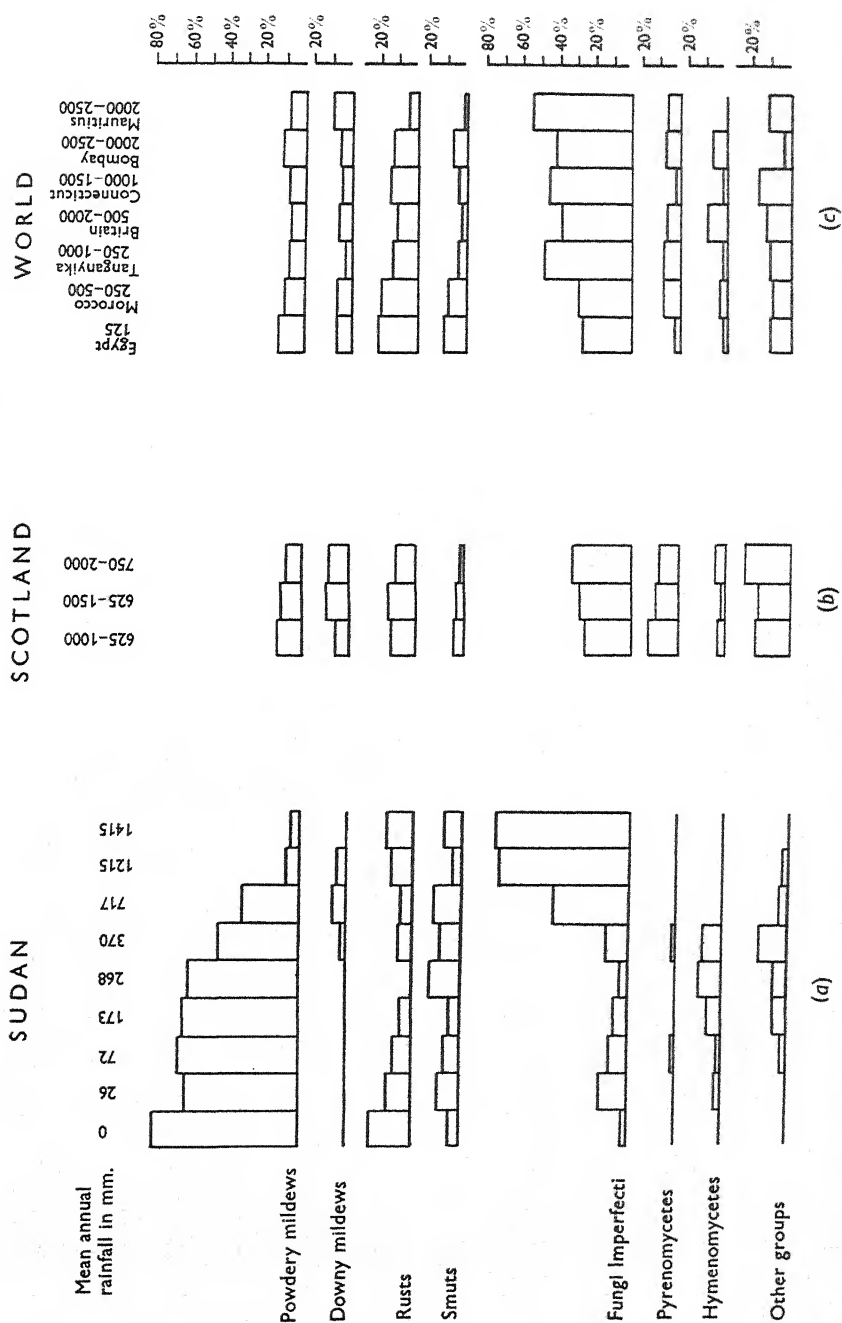 SUDAN
SCOTLAND
WORLD
Mean annual
rainfall in mm.
0
26
72
173
268
370
717
1215
1415
625–1000
625–1500
750–2000
Egypt
125
Morocco
250–500
Tanganyika
250–1000
Britain
500–2000
Connecticut
1000–1500
Bombay
2000–2500
Mauritius
2000–2500
Powdery mildews
80%
60%
40%
20%
Downy mildews
20%
Rusts
20%
Smuts
20%
Fungi Imperfecti
80%
60%
40%
20%
Pyrenomycetes
20%
Hymenomycetes
20%
Other groups
20%
(a)
(b)
(c)